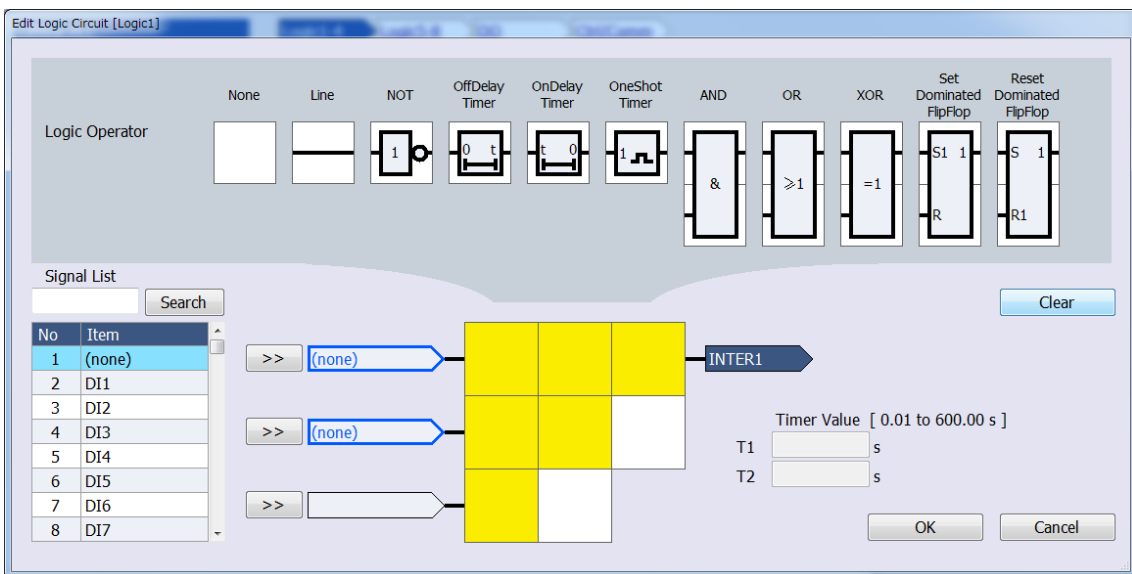 Edit Logic Circuit [Logic1]
Logic Operator
None
Line
NOT
OffDelay
Timer
OnDelay
Timer
OneShot
Timer
AND
OR
XOR
Set
Dominated
FlipFlop
Reset
Dominated
FlipFlop
1
0 t
t 0
1
&
≥1
=1
S1 1
R
S 1
R1
Signal List
Search
Clear
No Item
1 (none)
2 DI1
3 DI2
4 DI3
5 DI4
6 DI5
7 DI6
8 DI7
>> (none)
>> (none)
>>
INTER1
Timer Value [ 0.01 to 600.00 s ]
T1 s
T2 s
OK
Cancel